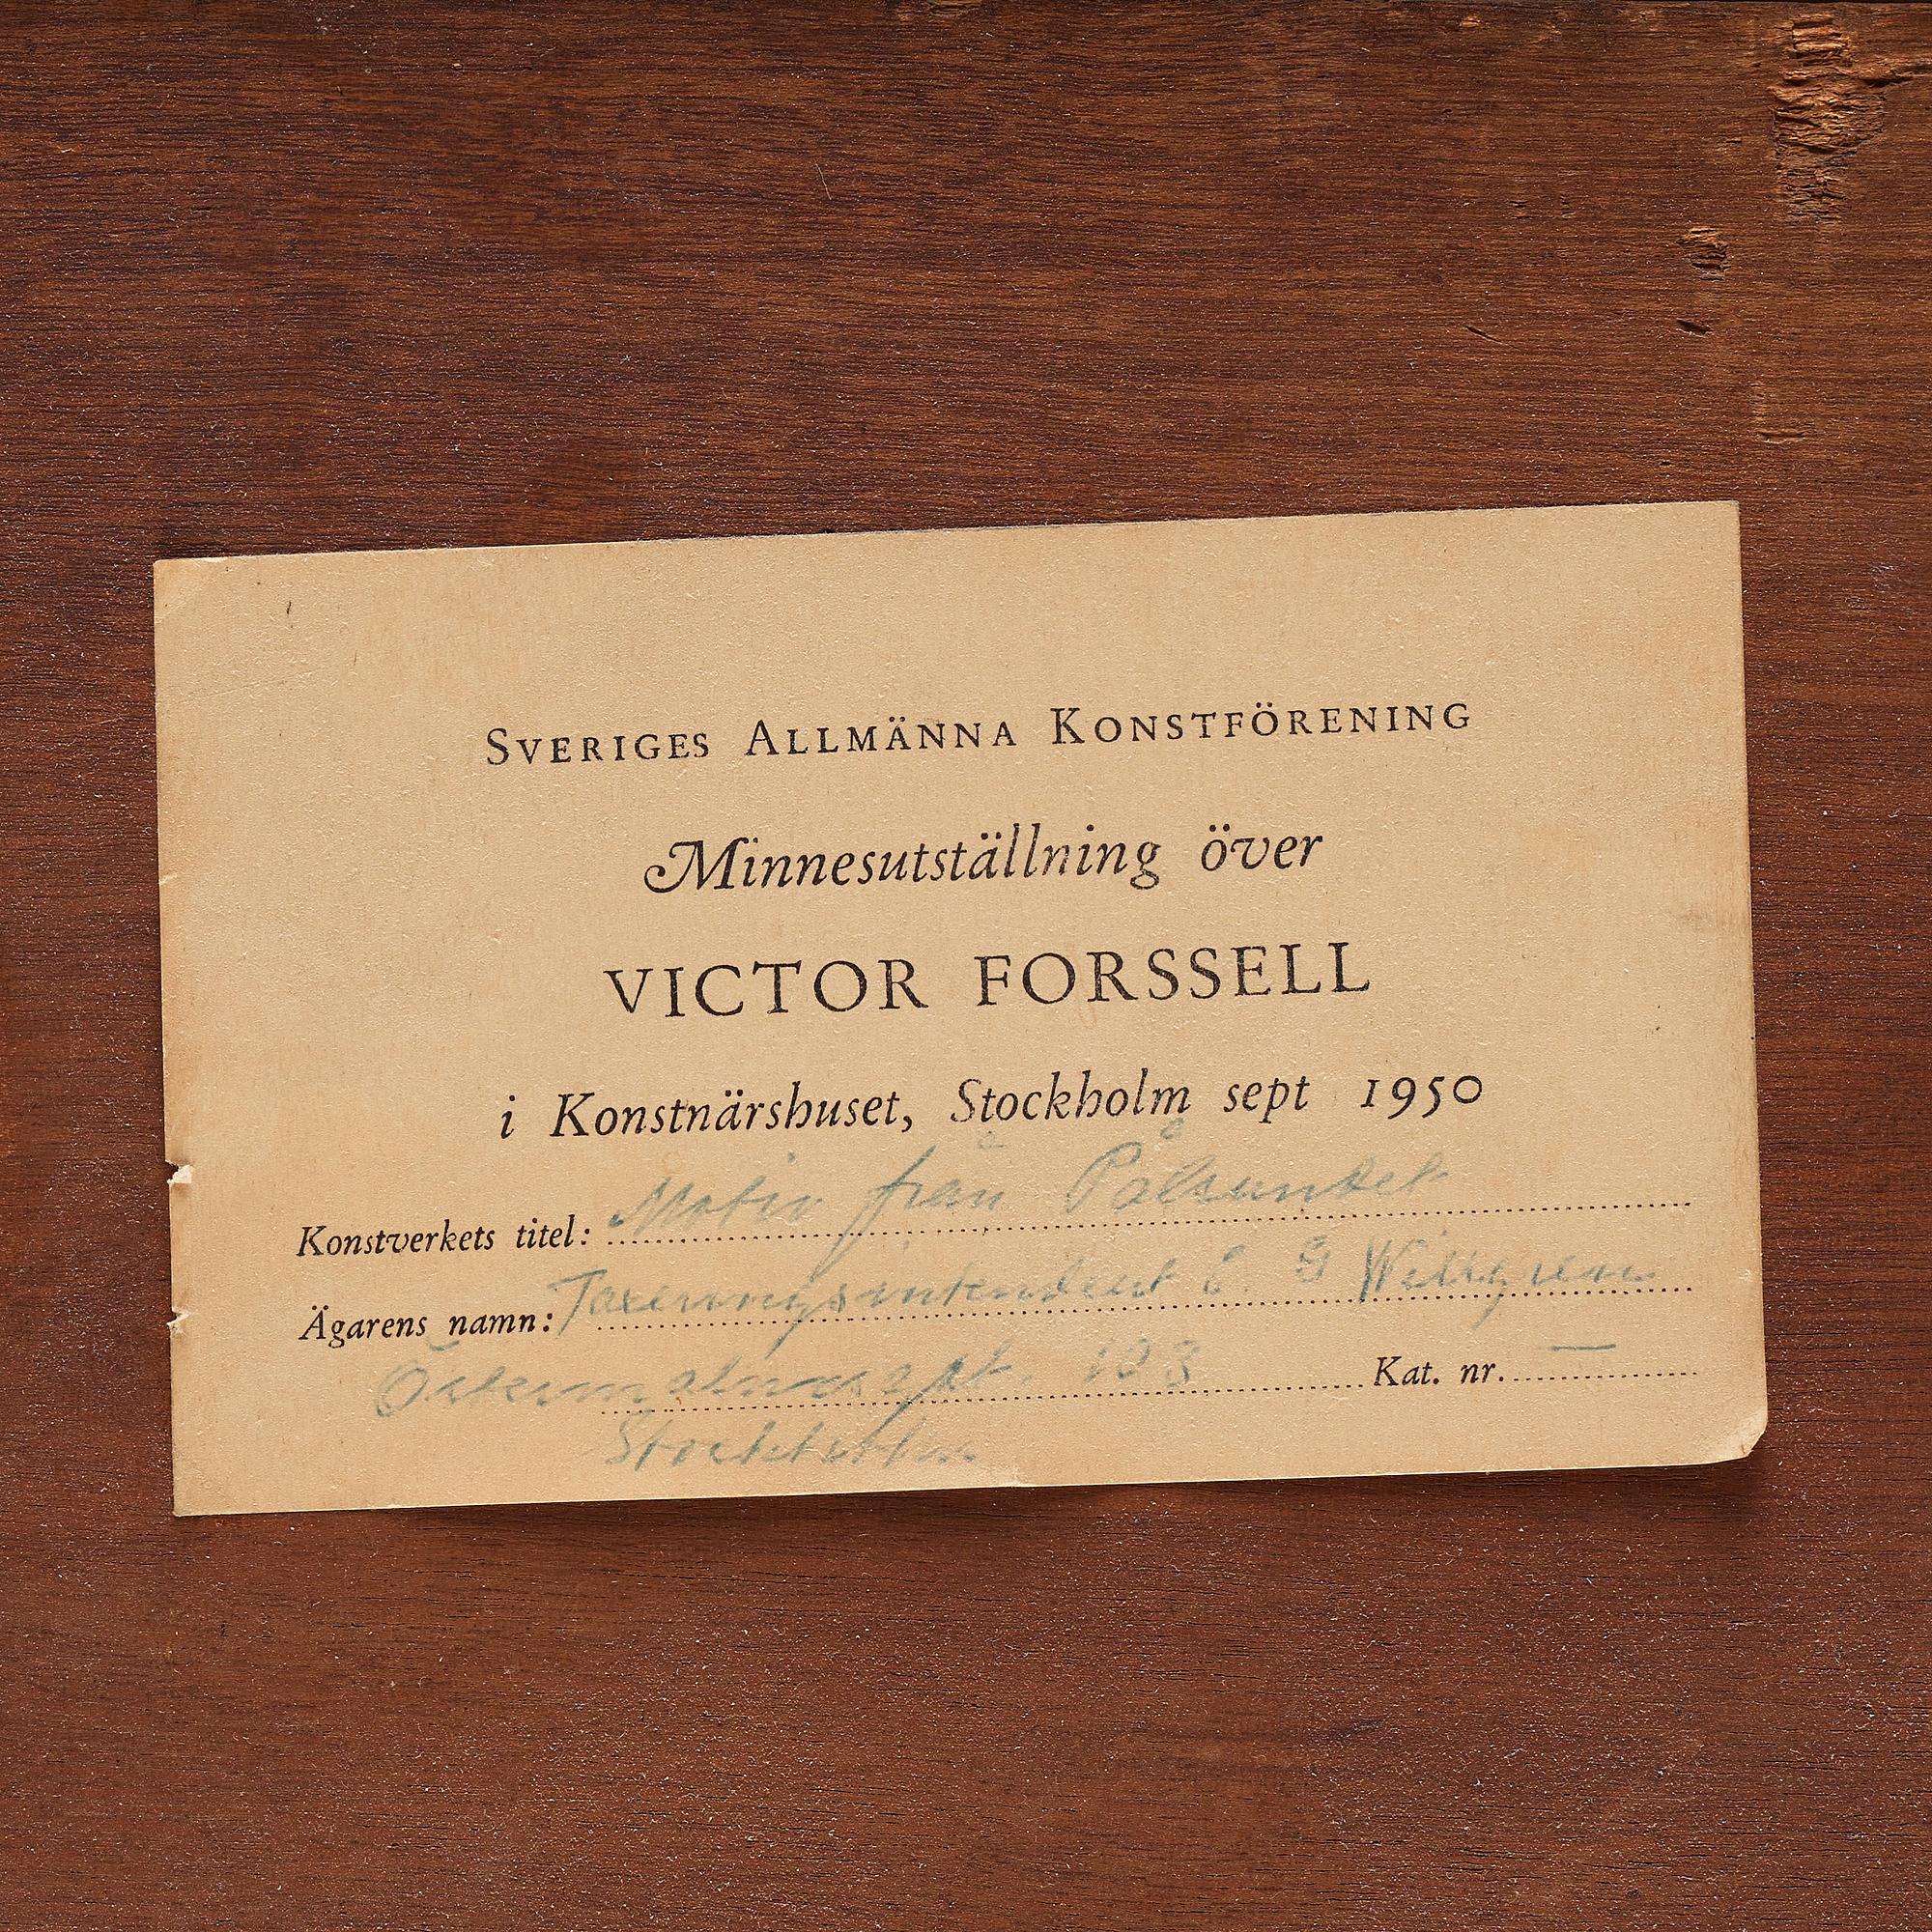 SVERIGES ALLMÄNNA KONSTFÖRENING
Minnesutställning över
VICTOR FORSSELL
i Konstnärshuset, Stockholm sept 1950
Konstverkets titel: Motiv från Pålsundet
Ägarens namn: Taxeringsintendent E. G
Kat. nr. —
Stockholm